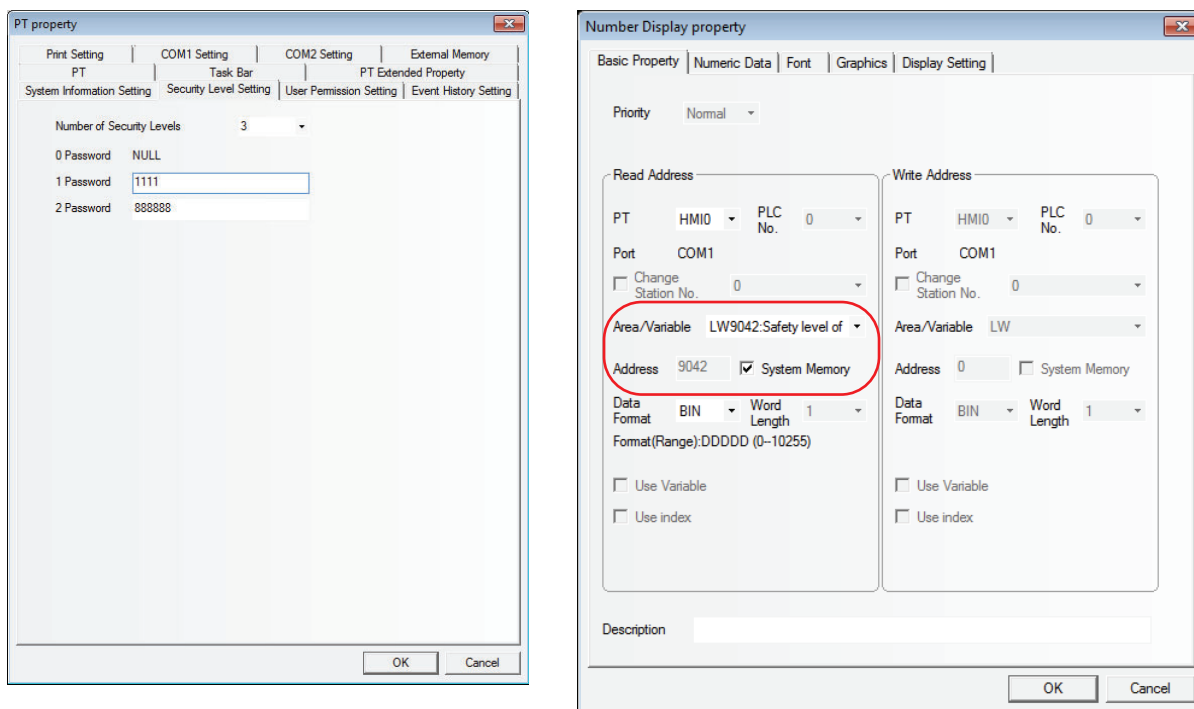 PT property
Print Setting COM1 Setting COM2 Setting External Memory
PT Task Bar PT Extended Property
System Information Setting Security Level Setting User Permission Setting Event History Setting
Number of Security Levels 3
0 Password NULL
1 Password 1111
2 Password 888888
OK Cancel
Number Display property
Basic Property Numeric Data Font Graphics Display Setting
Priority Normal
Read Address
PT HMI0 PLC No. 0
Port COM1
Change Station No. 0
Area/Variable LW9042:Safety level of
Address 9042 System Memory
Data Format BIN Word Length 1
Format(Range):DDDDD (0--10255)
Use Variable
Use index
Write Address
PT HMI0 PLC No. 0
Port COM1
Change Station No. 0
Area/Variable LW
Address 0 System Memory
Data Format BIN Word Length 1
Use Variable
Use index
Description
OK Cancel